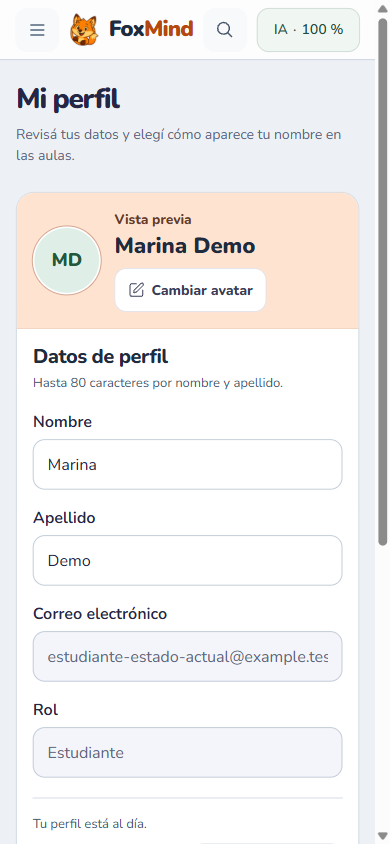 FoxMind
IA · 100 %
Mi perfil
Revisá tus datos y elegí cómo aparece tu nombre en
las aulas.
Vista previa
MD
Marina Demo
Cambiar avatar
Datos de perfil
Hasta 80 caracteres por nombre y apellido.
Nombre
Marina
Apellido
Demo
Correo electrónico
estudiante-estado-actual@example.tes
Rol
Estudiante
Tu perfil está al día.